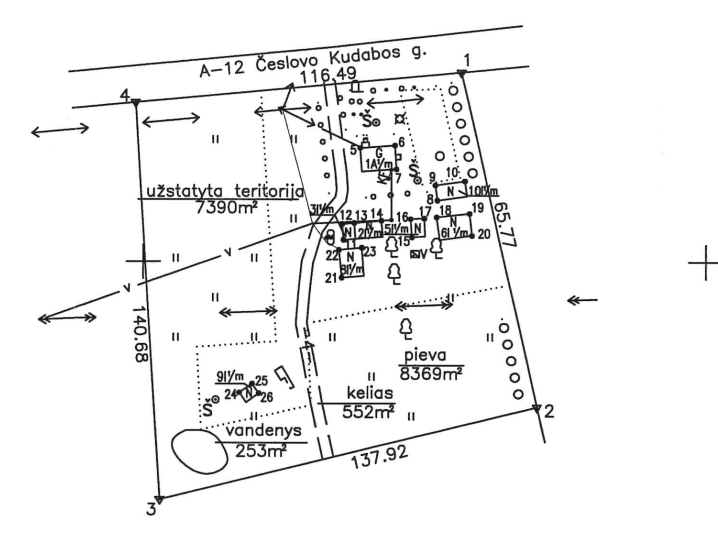 A-12 Česlovo Kudabos g.
116.49
1
4
Š
5
6
G
1A1/m
7
Š
GV
9
10
N
10I1/m
8
užstatyta teritorija
7390m²
3I1/m
12
13
14
16
17
18
19
N
N
2I1/m
5I1/m
N
N
6I1/m
20
11
15
V
65.77
22
23
N
8I1/m
21
v
v
140.68
pieva
8369m²
9I1/m
25
24
N
26
Š
kelias
552m²
vandenys
253m²
2
137.92
3